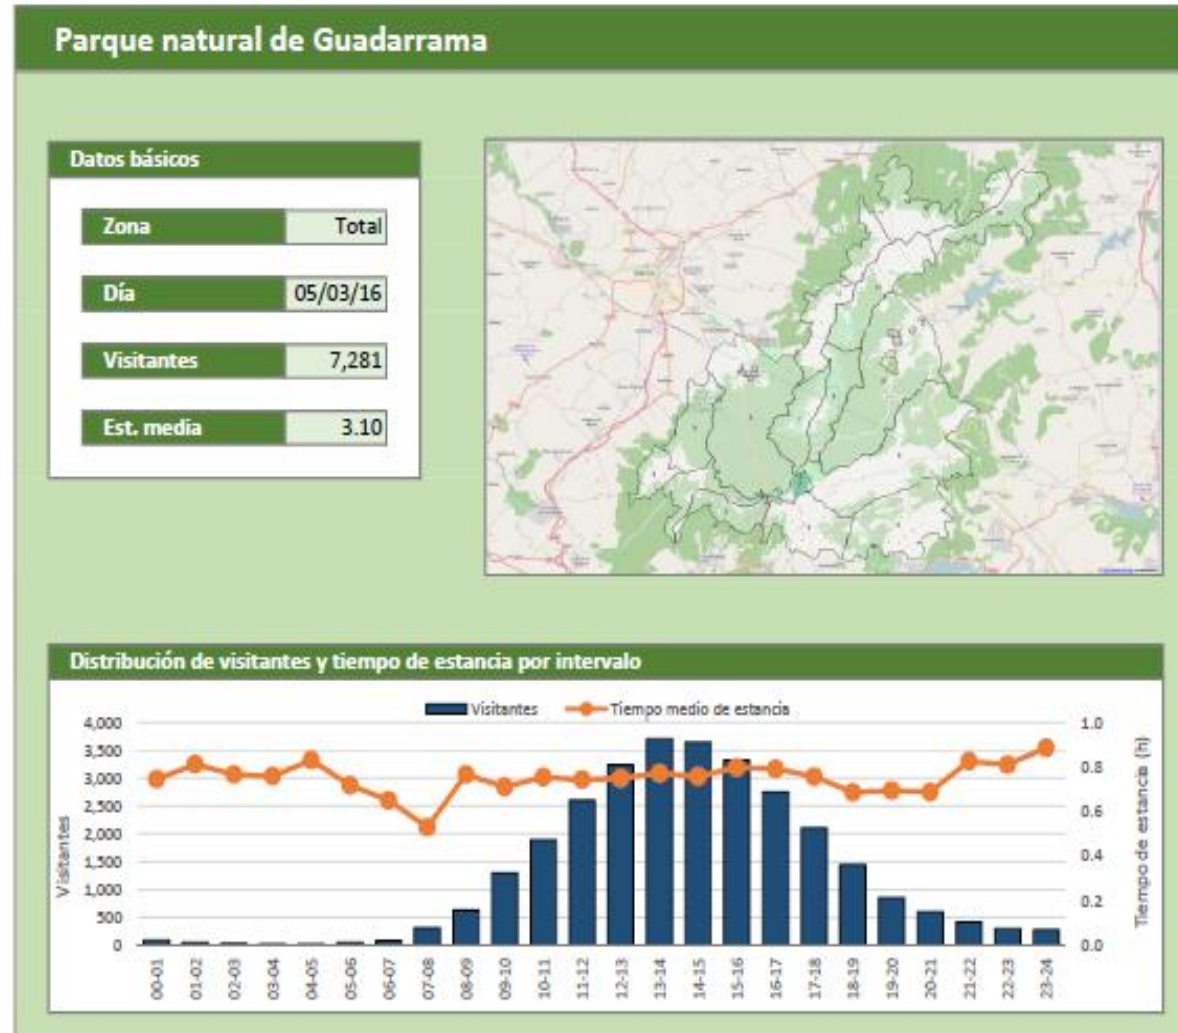 Parque natural de Guadarrama
Datos básicos
Zona Total
Día 05/03/16
Visitantes 7,281
Est. media 3.10
Distribución de visitantes y tiempo de estancia por intervalo
Visitantes Tiempo medio de estancia
4,000 1.0
3,500
3,000 0.8
2,500 0.6
2,000
1,500 0.4
1,000 0.2
500
0 0.0
Visitantes
Tiempo de estancia (h)
00-01 01-02 02-03 03-04 04-05 05-06 06-07 07-08 08-09 09-10 10-11 11-12 12-13 13-14 14-15 15-16 16-17 17-18 18-19 19-20 20-21 21-22 22-23 23-24